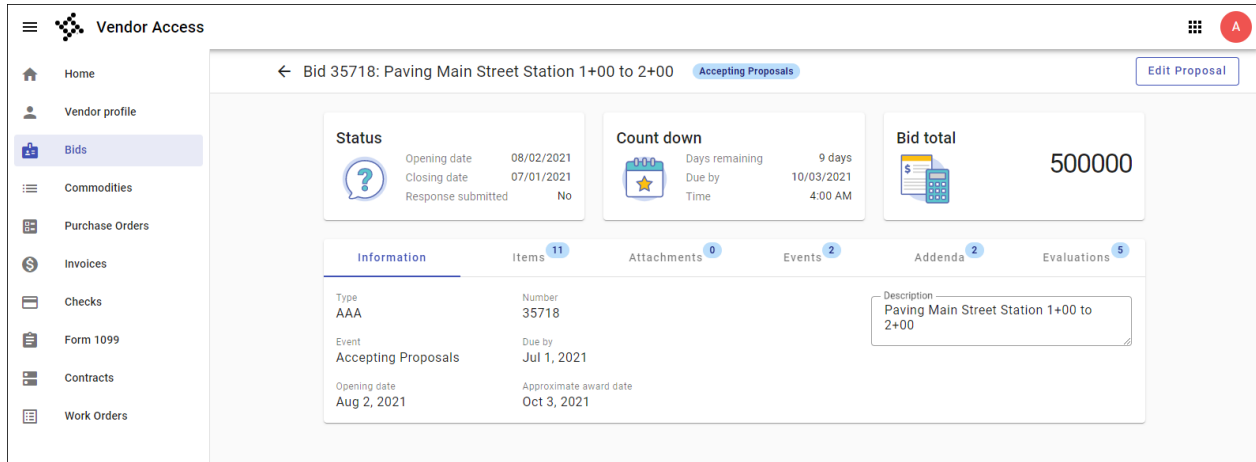 Vendor Access
A
Home
Vendor profile
Bids
Commodities
Purchase Orders
Invoices
Checks
Form 1099
Contracts
Work Orders
Bid 35718: Paving Main Street Station 1+00 to 2+00 Accepting Proposals
Edit Proposal
Status
Opening date 08/02/2021
Closing date 07/01/2021
Response submitted No
Count down
Days remaining 9 days
Due by 10/03/2021
Time 4:00 AM
Bid total
500000
Information Items 11 Attachments 0 Events 2 Addenda 2 Evaluations 5
Type
AAA
Number
35718
Event
Accepting Proposals
Due by
Jul 1, 2021
Opening date
Aug 2, 2021
Approximate award date
Oct 3, 2021
Description
Paving Main Street Station 1+00 to
2+00